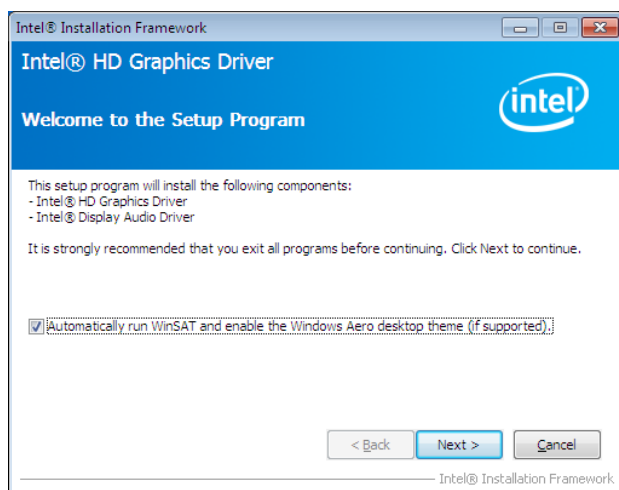 Intel® Installation Framework
Intel® HD Graphics Driver
Welcome to the Setup Program
intel
This setup program will install the following components:
- Intel® HD Graphics Driver
- Intel® Display Audio Driver
It is strongly recommended that you exit all programs before continuing. Click Next to continue.
Automatically run WinSAT and enable the Windows Aero desktop theme (if supported).
< Back
Next >
Cancel
Intel® Installation Framework